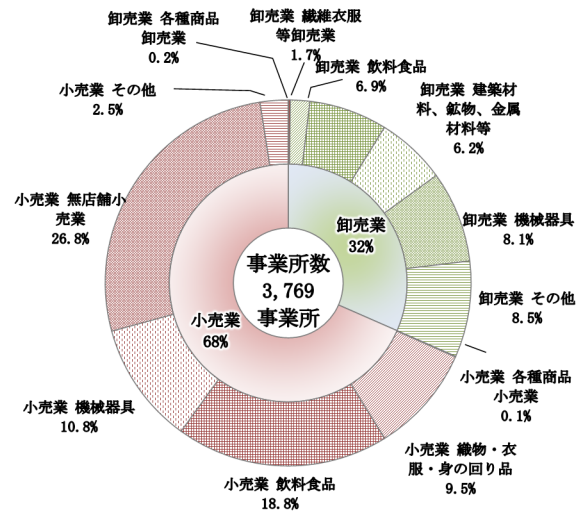 卸売業 各種商品
卸売業
0.2%
卸売業 繊維衣服
等卸売業
1.7%
卸売業 飲料食品
6.9%
卸売業 建築材
料、鉱物、金属
材料等
6.2%
卸売業 機械器具
8.1%
卸売業 その他
8.5%
小売業 各種商品
小売業
0.1%
小売業 織物・衣
服・身の回り品
9.5%
小売業 飲料食品
18.8%
小売業 機械器具
10.8%
小売業 無店舗小
売業
26.8%
小売業 その他
2.5%
卸売業
32%
小売業
68%
事業所数
3,769
事業所